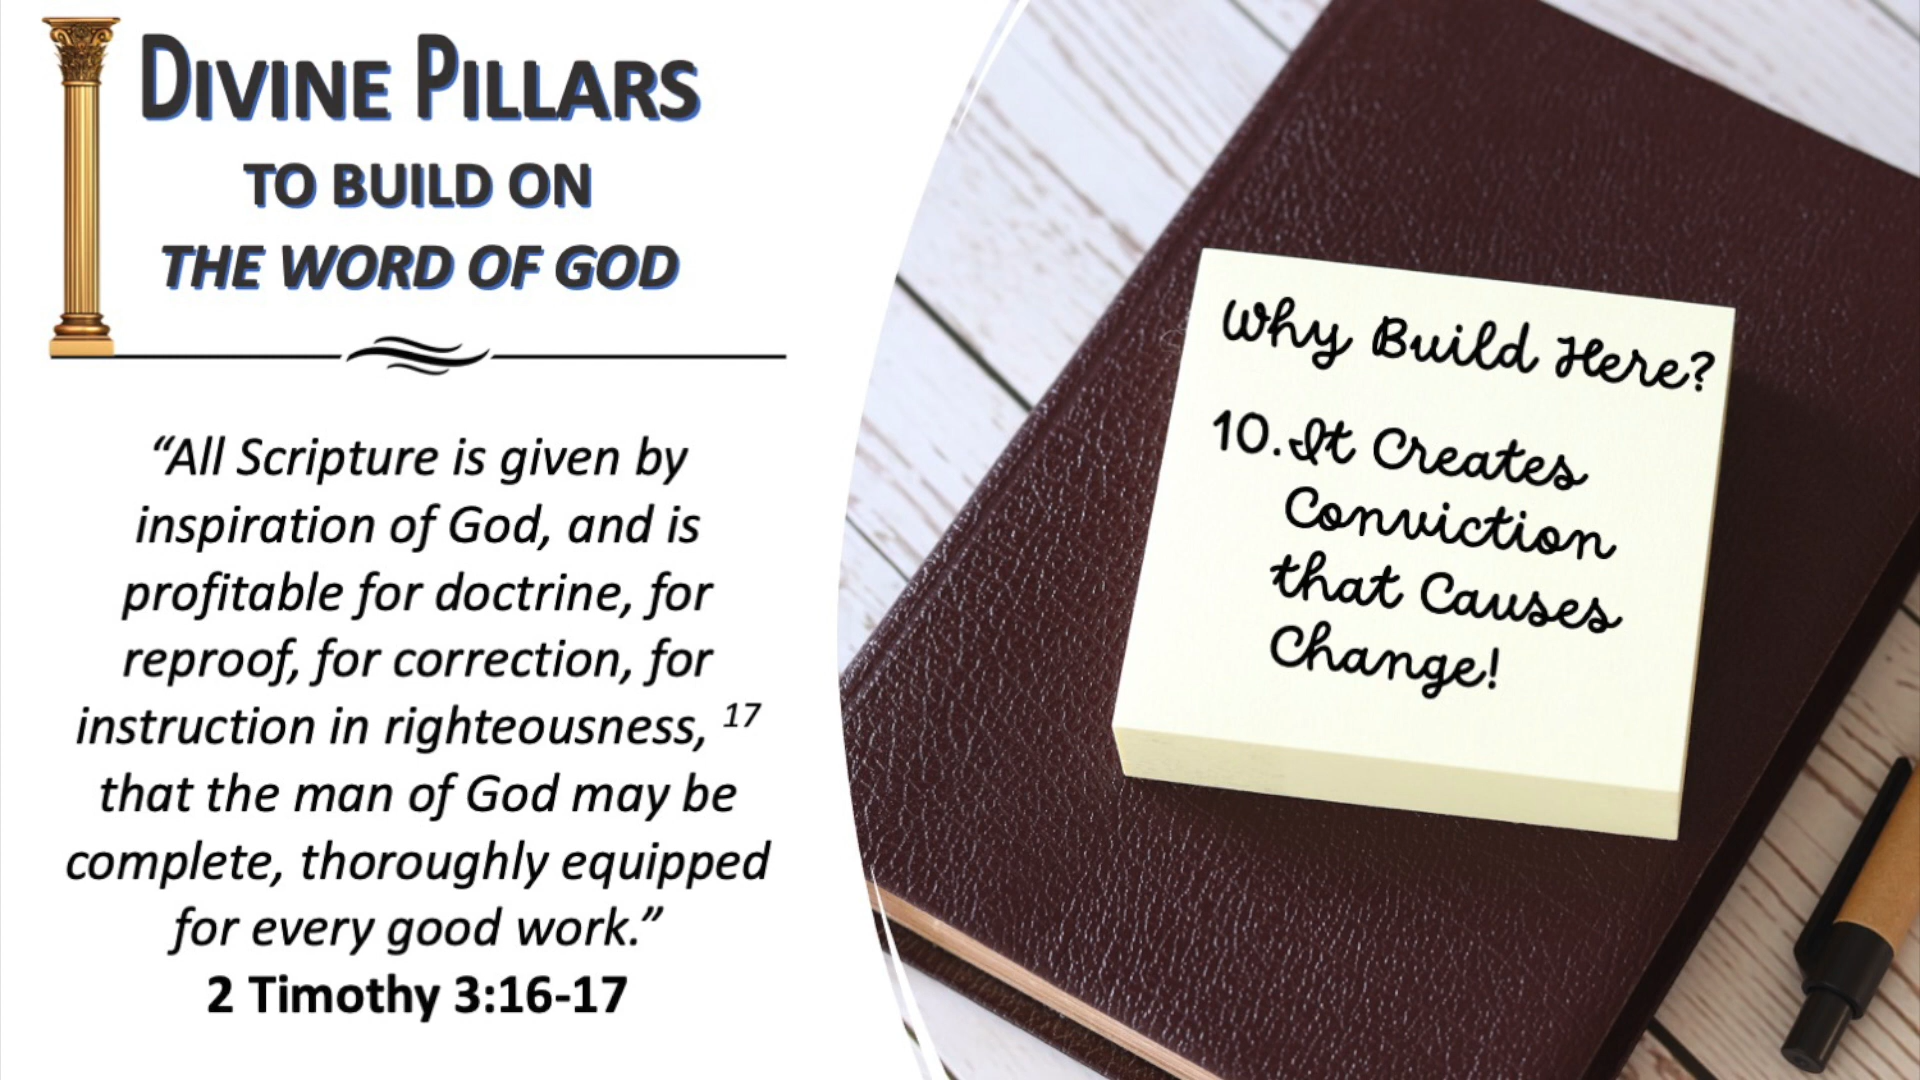 DIVINE PILLARS
TO BUILD ON
THE WORD OF GOD
“All Scripture is given by
inspiration of God, and is
profitable for doctrine, for
reproof, for correction, for
instruction in righteousness, 17
that the man of God may be
complete, thoroughly equipped
for every good work.”
2 Timothy 3:16-17
Why Build Here?
10. It Creates
Conviction
that Causes
Change!